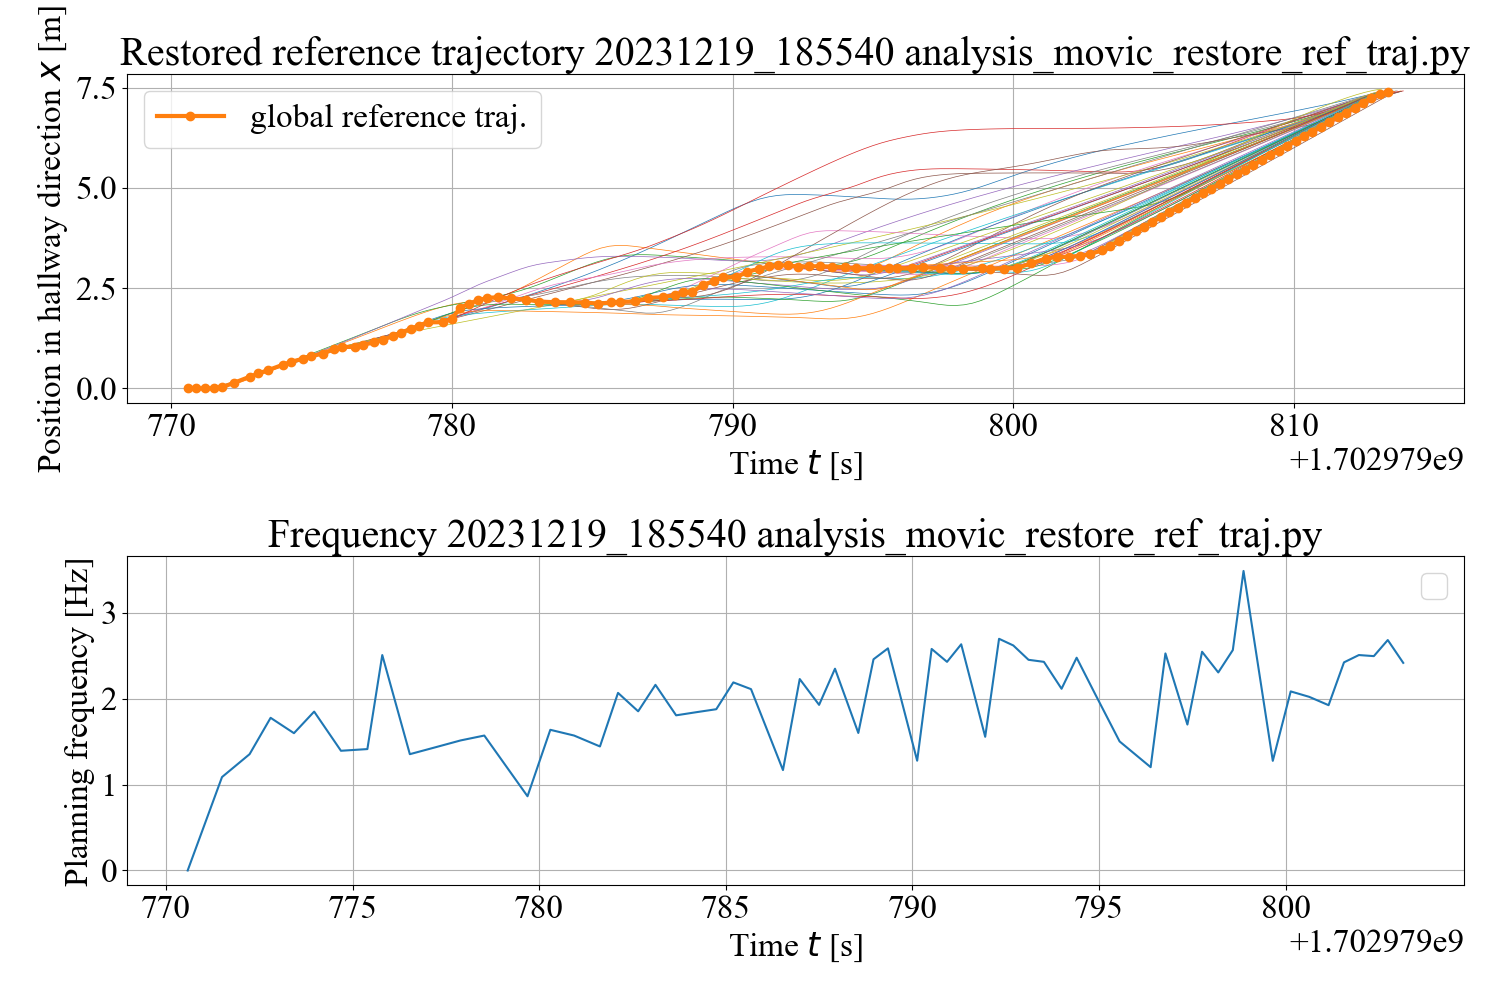 Restored reference trajectory 20231219_185540 analysis_movic_restore_ref_traj.py
Position in hallway direction x [m]
7.5
5.0
2.5
0.0
global reference traj.
770 780 790 800 810
Time t [s]
+1.702979e9
Frequency 20231219_185540 analysis_movic_restore_ref_traj.py
Planning frequency [Hz]
3
2
1
0
770 775 780 785 790 795 800
Time t [s]
+1.702979e9